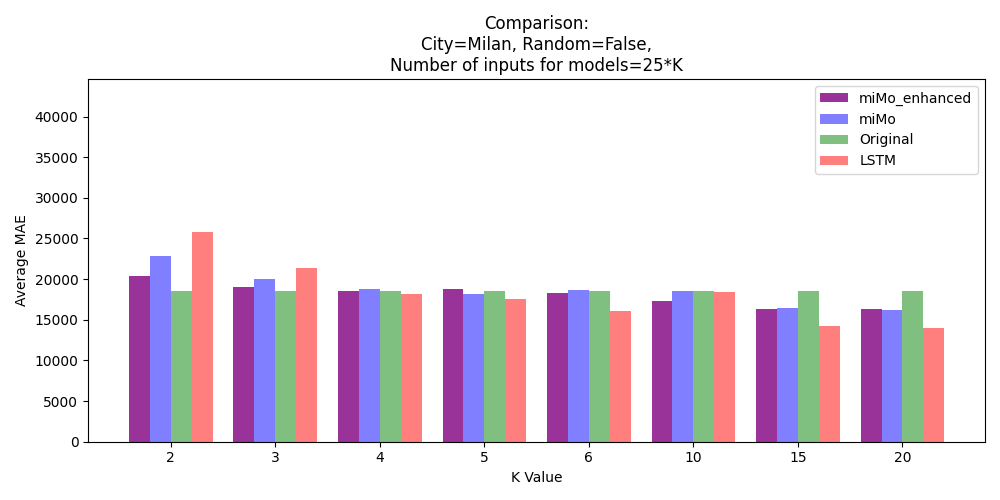 Comparison:
City=Milan, Random=False,
Number of inputs for models=25*K
miMo_enhanced
miMo
Original
LSTM
Average MAE
40000
35000
30000
25000
20000
15000
10000
5000
0
2 3 4 5 6 10 15 20
K Value